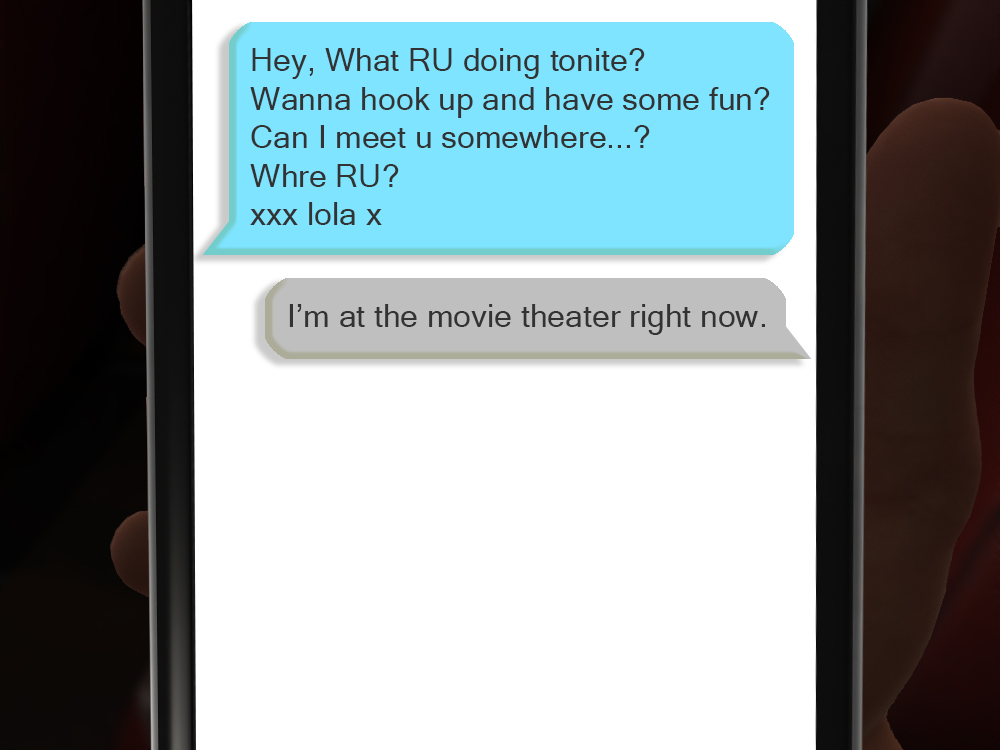 Hey, What RU doing tonite?
Wanna hook up and have some fun?
Can I meet u somewhere...?
Whre RU?
xxx lola x
I’m at the movie theater right now.